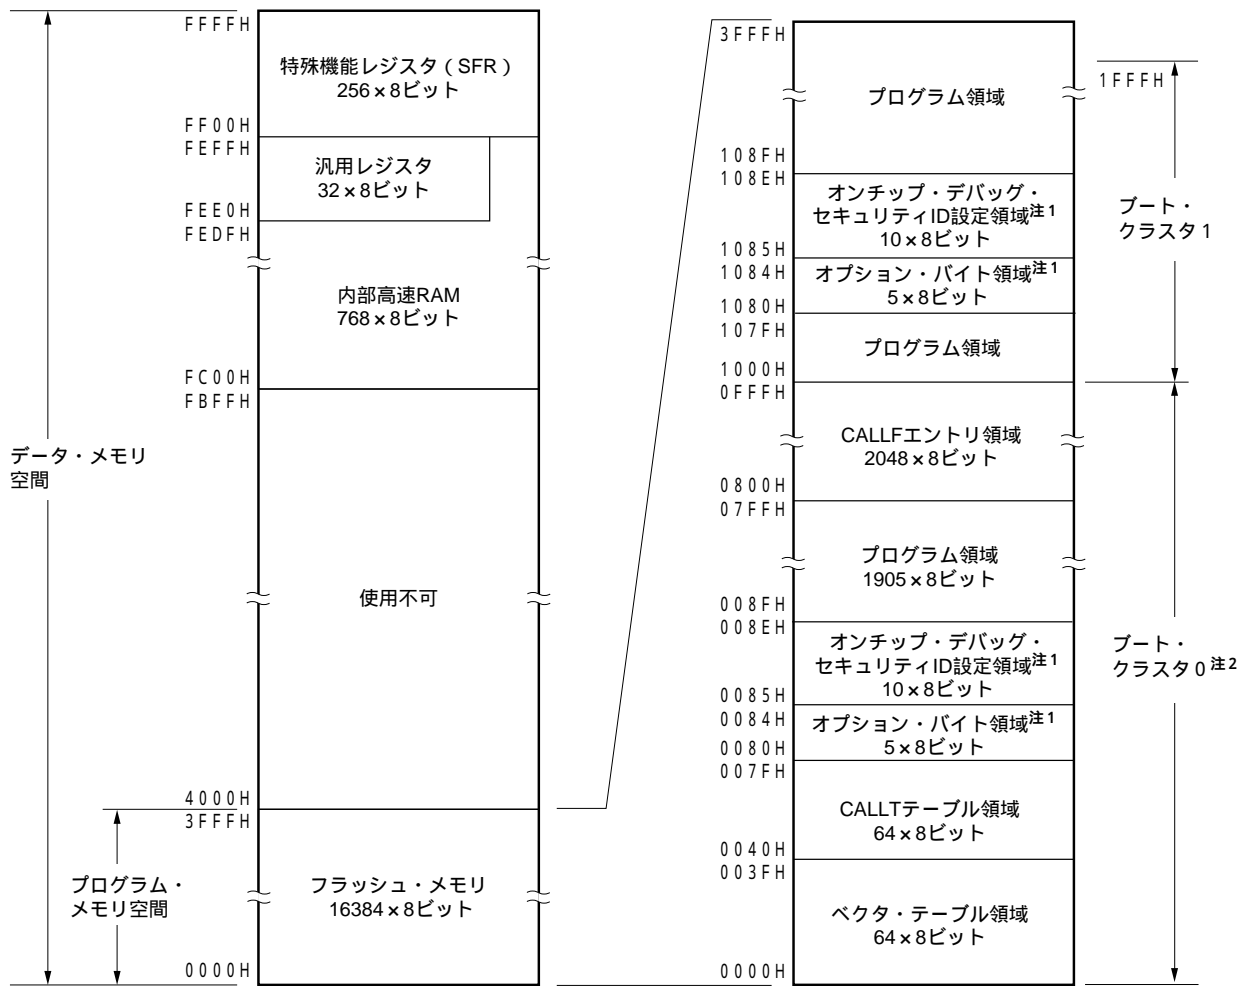 FFFFH
特殊機能レジスタ（SFR）
256×8ビット
FF00H
FEFFH
汎用レジスタ
32×8ビット
FEE0H
FEDFH
内部高速RAM
768×8ビット
FC00H
FBFFH
データ・メモリ
空間
使用不可
4000H
3FFFH
プログラム・
メモリ空間
フラッシュ・メモリ
16384×8ビット
0000H
3FFFH
プログラム領域
1FFFH
108FH
108EH
オンチップ・デバッグ・
セキュリティID設定領域注1
10×8ビット
1085H
1084H
オプション・バイト領域注1
5×8ビット
1080H
107FH
プログラム領域
1000H
0FFFH
ブート・
クラスタ1
CALLFエントリ領域
2048×8ビット
0800H
07FFH
プログラム領域
1905×8ビット
008FH
008EH
オンチップ・デバッグ・
セキュリティID設定領域注1
10×8ビット
0085H
0084H
オプション・バイト領域注1
5×8ビット
0080H
007FH
ブート・
クラスタ0注2
CALLTテーブル領域
64×8ビット
0040H
003FH
ベクタ・テーブル領域
64×8ビット
0000H